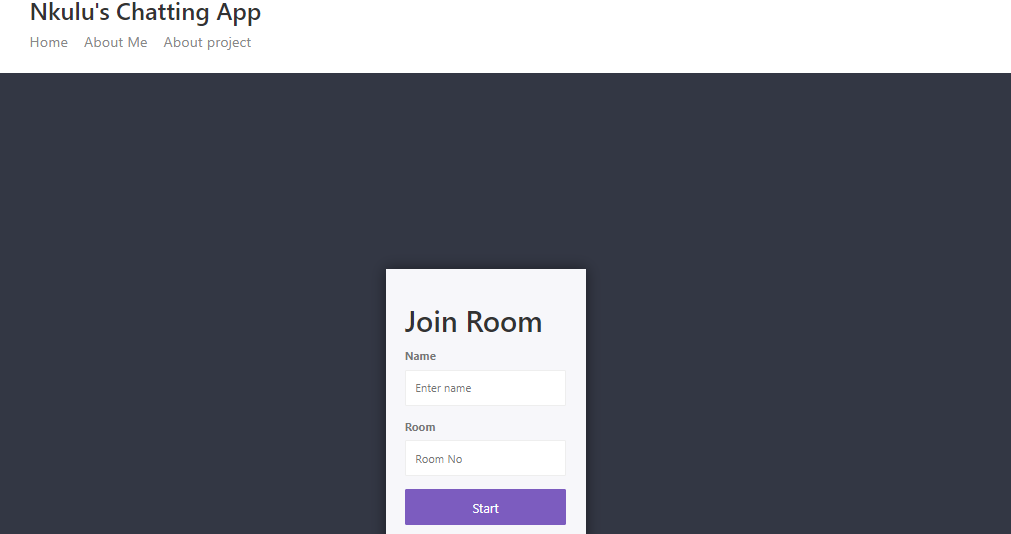 Nkulu's Chatting App
Home About Me About project
Join Room
Name
Enter name
Room
Room No
Start